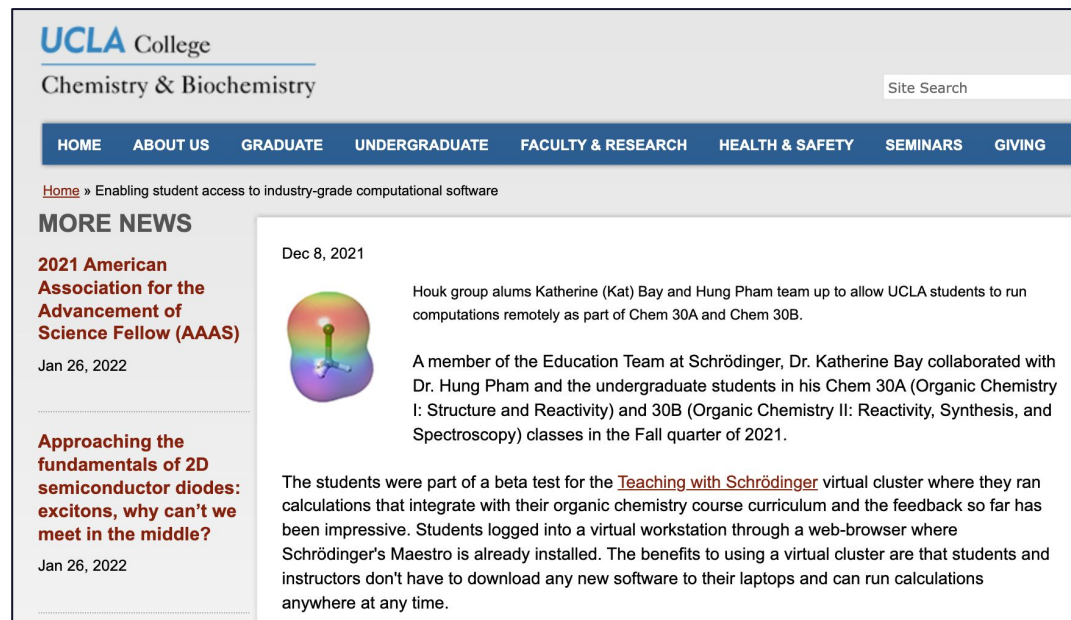 UCLA College
Chemistry & Biochemistry
Site Search
HOME ABOUT US GRADUATE UNDERGRADUATE FACULTY & RESEARCH HEALTH & SAFETY SEMINARS GIVING
Home » Enabling student access to industry-grade computational software
MORE NEWS
2021 American
Association for the
Advancement of
Science Fellow (AAAS)
Jan 26, 2022
Approaching the
fundamentals of 2D
semiconductor diodes:
excitons, why can’t we
meet in the middle?
Jan 26, 2022
Dec 8, 2021
Houk group alums Katherine (Kat) Bay and Hung Pham team up to allow UCLA students to run
computations remotely as part of Chem 30A and Chem 30B.
A member of the Education Team at Schrödinger, Dr. Katherine Bay collaborated with
Dr. Hung Pham and the undergraduate students in his Chem 30A (Organic Chemistry
I: Structure and Reactivity) and 30B (Organic Chemistry II: Reactivity, Synthesis, and
Spectroscopy) classes in the Fall quarter of 2021.
The students were part of a beta test for the Teaching with Schrödinger virtual cluster where they ran
calculations that integrate with their organic chemistry course curriculum and the feedback so far has
been impressive. Students logged into a virtual workstation through a web-browser where
Schrödinger's Maestro is already installed. The benefits to using a virtual cluster are that students and
instructors don't have to download any new software to their laptops and can run calculations
anywhere at any time.